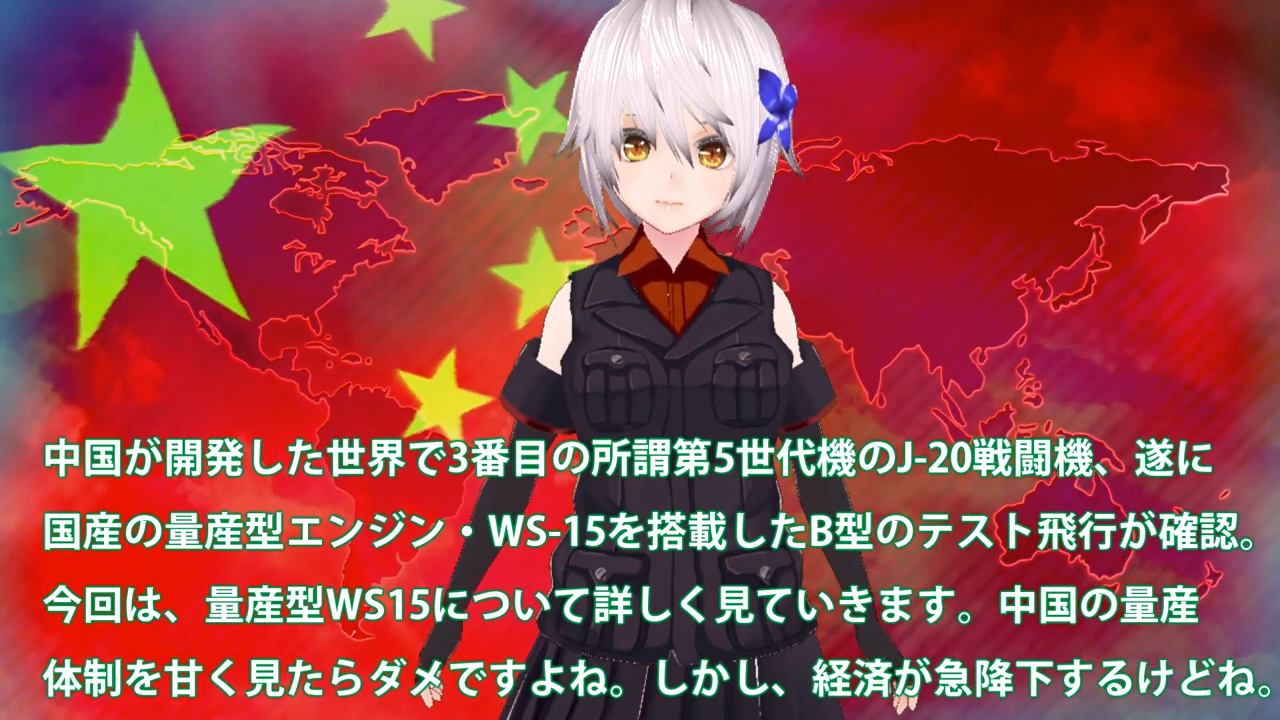 中国が開発した世界で3番目の所謂第5世代機のJ-20戦闘機、遂に
国産の量産型エンジン・WS-15を搭載したB型のテスト飛行が確認。
今回は、量産型WS15について詳しく見ていきます。中国の量産
体制を甘く見たらダメですよね。しかし、経済が急降下するけどね。